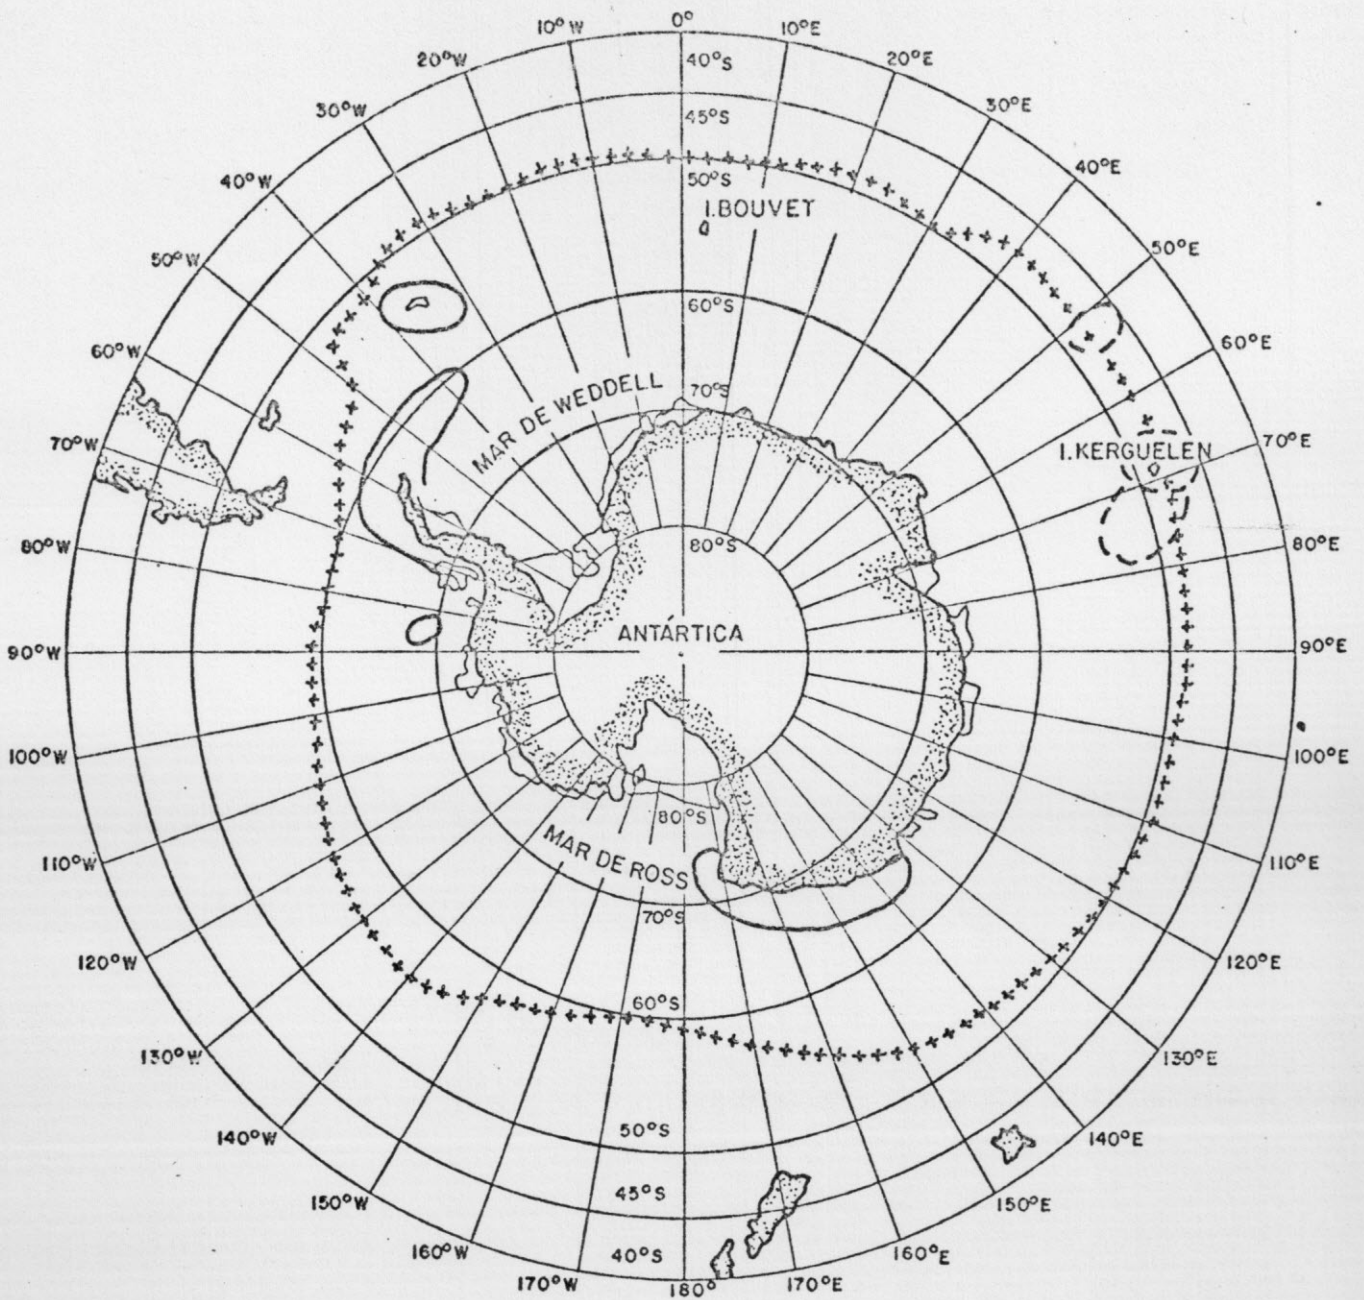 0°
10°W
10°E
20°W
20°E
30°W
30°E
40°W
40°E
50°W
50°E
60°W
60°E
70°W
70°E
80°W
80°E
90°W
90°E
100°W
100°E
110°W
110°E
120°W
120°E
130°W
130°E
140°W
140°E
150°W
150°E
160°W
160°E
170°W
170°E
180°
40°S
45°S
50°S
I.BOUVET
60°S
MAR DE WEDDELL
70°S
I.KERGUELEN
80°S
ANTÁRTICA
80°S
MAR DE ROSS
70°S
60°S
50°S
45°S
40°S